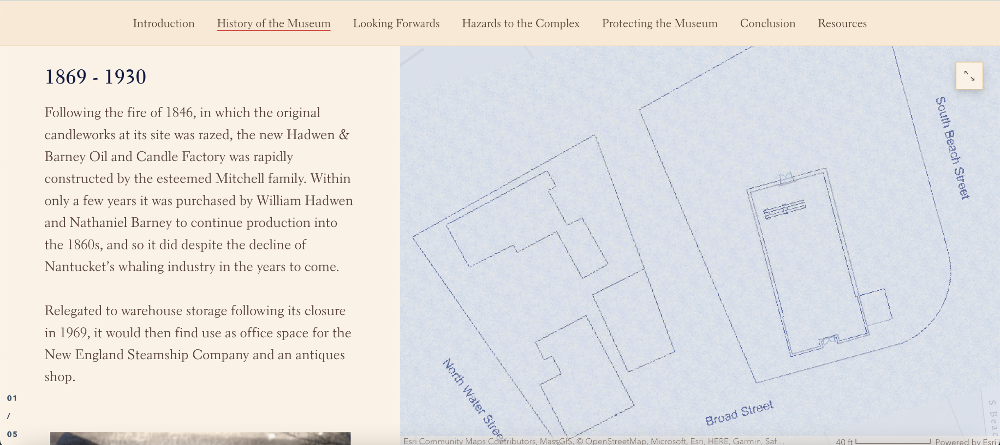 Introduction
History of the Museum
Looking Forwards
Hazards to the Complex
Protecting the Museum
Conclusion
Resources
1869 - 1930
Following the fire of 1846, in which the original
candleworks at its site was razed, the new Hadwen &
Barney Oil and Candle Factory was rapidly
constructed by the esteemed Mitchell family. Within
only a few years it was purchased by William Hadwen
and Nathaniel Barney to continue production into
the 1860s, and so it did despite the decline of
Nantucket’s whaling industry in the years to come.
Relegated to warehouse storage following its closure
in 1969, it would then find use as office space for the
New England Steamship Company and an antiques
shop.
01
/
05
South Beach Street
North Water Street
Broad Street
S Beac
Esri Community Maps Contributors, MassGIS, © OpenStreetMap, Microsoft, Esri, HERE, Garmin, Saf...
40 ft
Powered by Esri